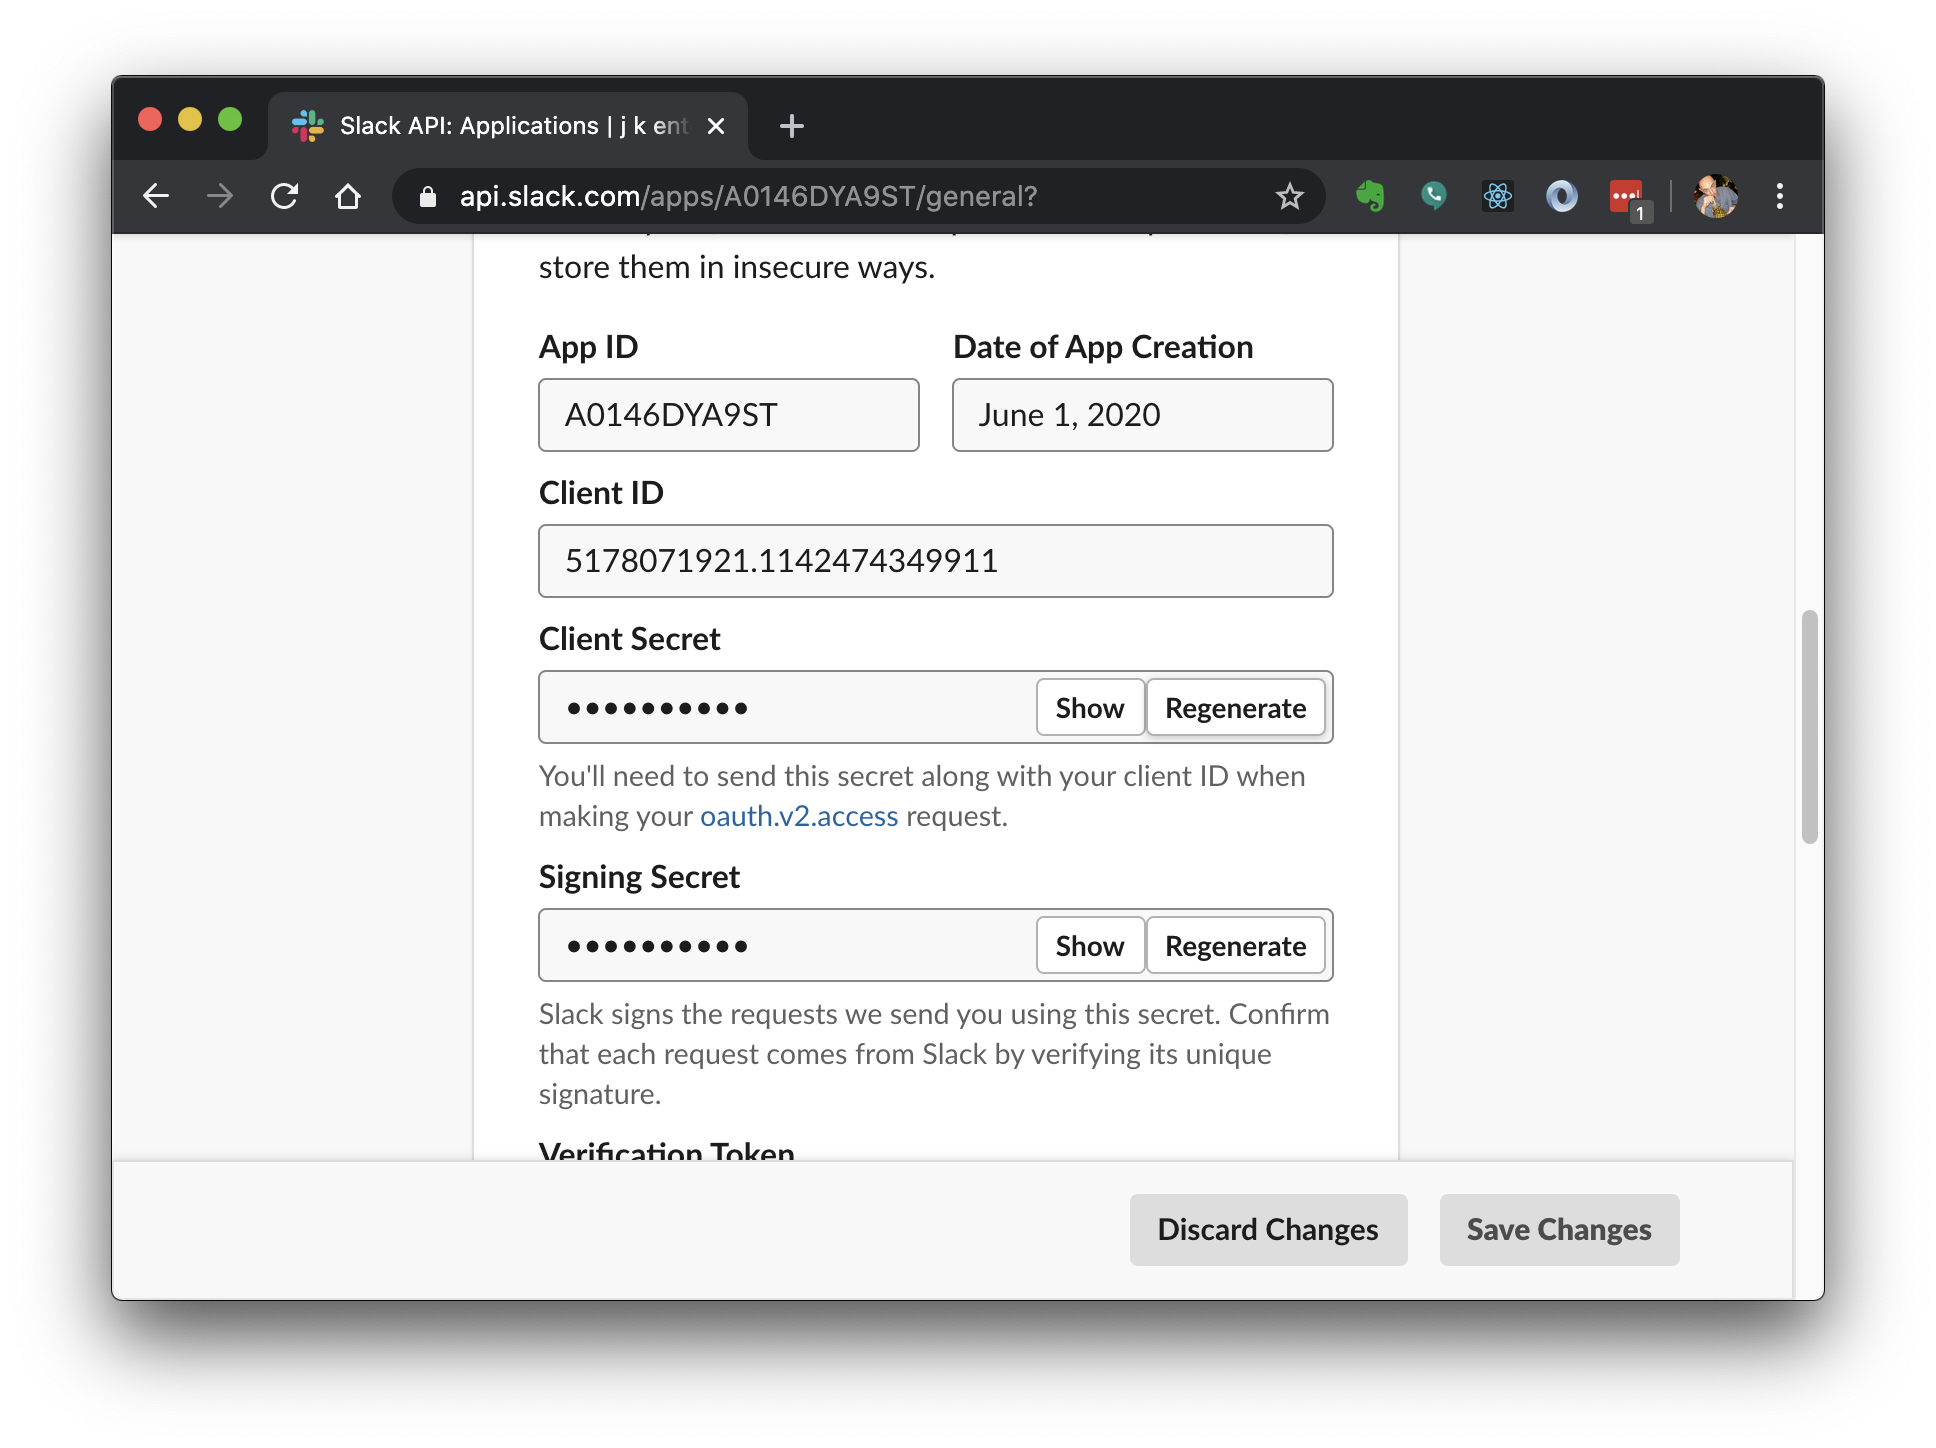 Slack API: Applications | j k ent
api.slack.com/apps/A0146DYA9ST/general?
1
store them in insecure ways.
App ID
Date of App Creation
A0146DYA9ST
June 1, 2020
Client ID
5178071921.1142474349911
Client Secret
••••••••••
Show
Regenerate
You'll need to send this secret along with your client ID when
making your oauth.v2.access request.
Signing Secret
••••••••••
Show
Regenerate
Slack signs the requests we send you using this secret. Confirm
that each request comes from Slack by verifying its unique
signature.
Verification Token
Discard Changes
Save Changes